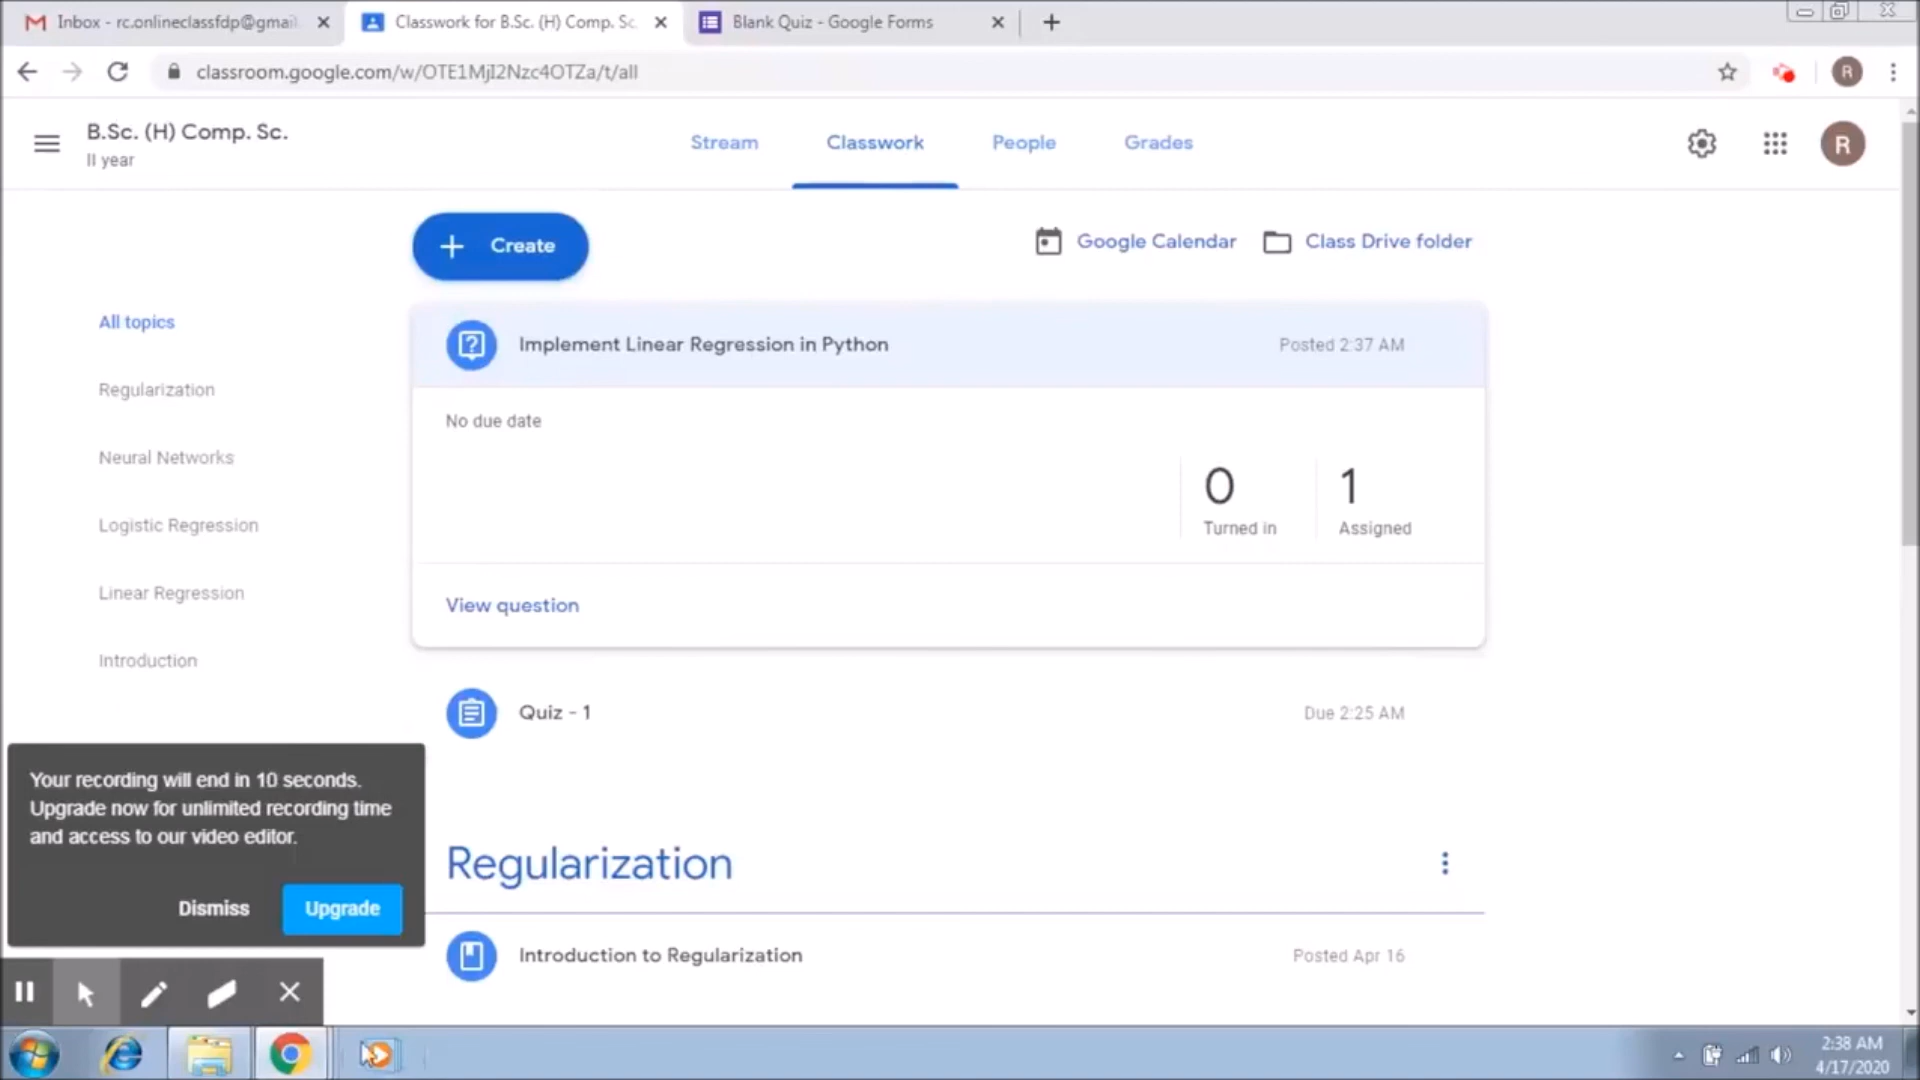 Inbox - rc.onlineclassfdp@gmail.
Classwork for B.Sc. (H) Comp. Sc.
Blank Quiz - Google Forms
classroom.google.com/w/OTE1MjI2Nzc4OTZa/t/all
R
B.Sc. (H) Comp. Sc.
II year
Stream
Classwork
People
Grades
R
Create
Google Calendar
Class Drive folder
All topics
Regularization
Neural Networks
Logistic Regression
Linear Regression
Introduction
Implement Linear Regression in Python
Posted 2:37 AM
No due date
0
Turned in
1
Assigned
View question
Quiz - 1
Due 2:25 AM
Your recording will end in 10 seconds.
Upgrade now for unlimited recording time
and access to our video editor.
Dismiss
Upgrade
Regularization
Introduction to Regularization
Posted Apr 16
2:38 AM
4/17/2020